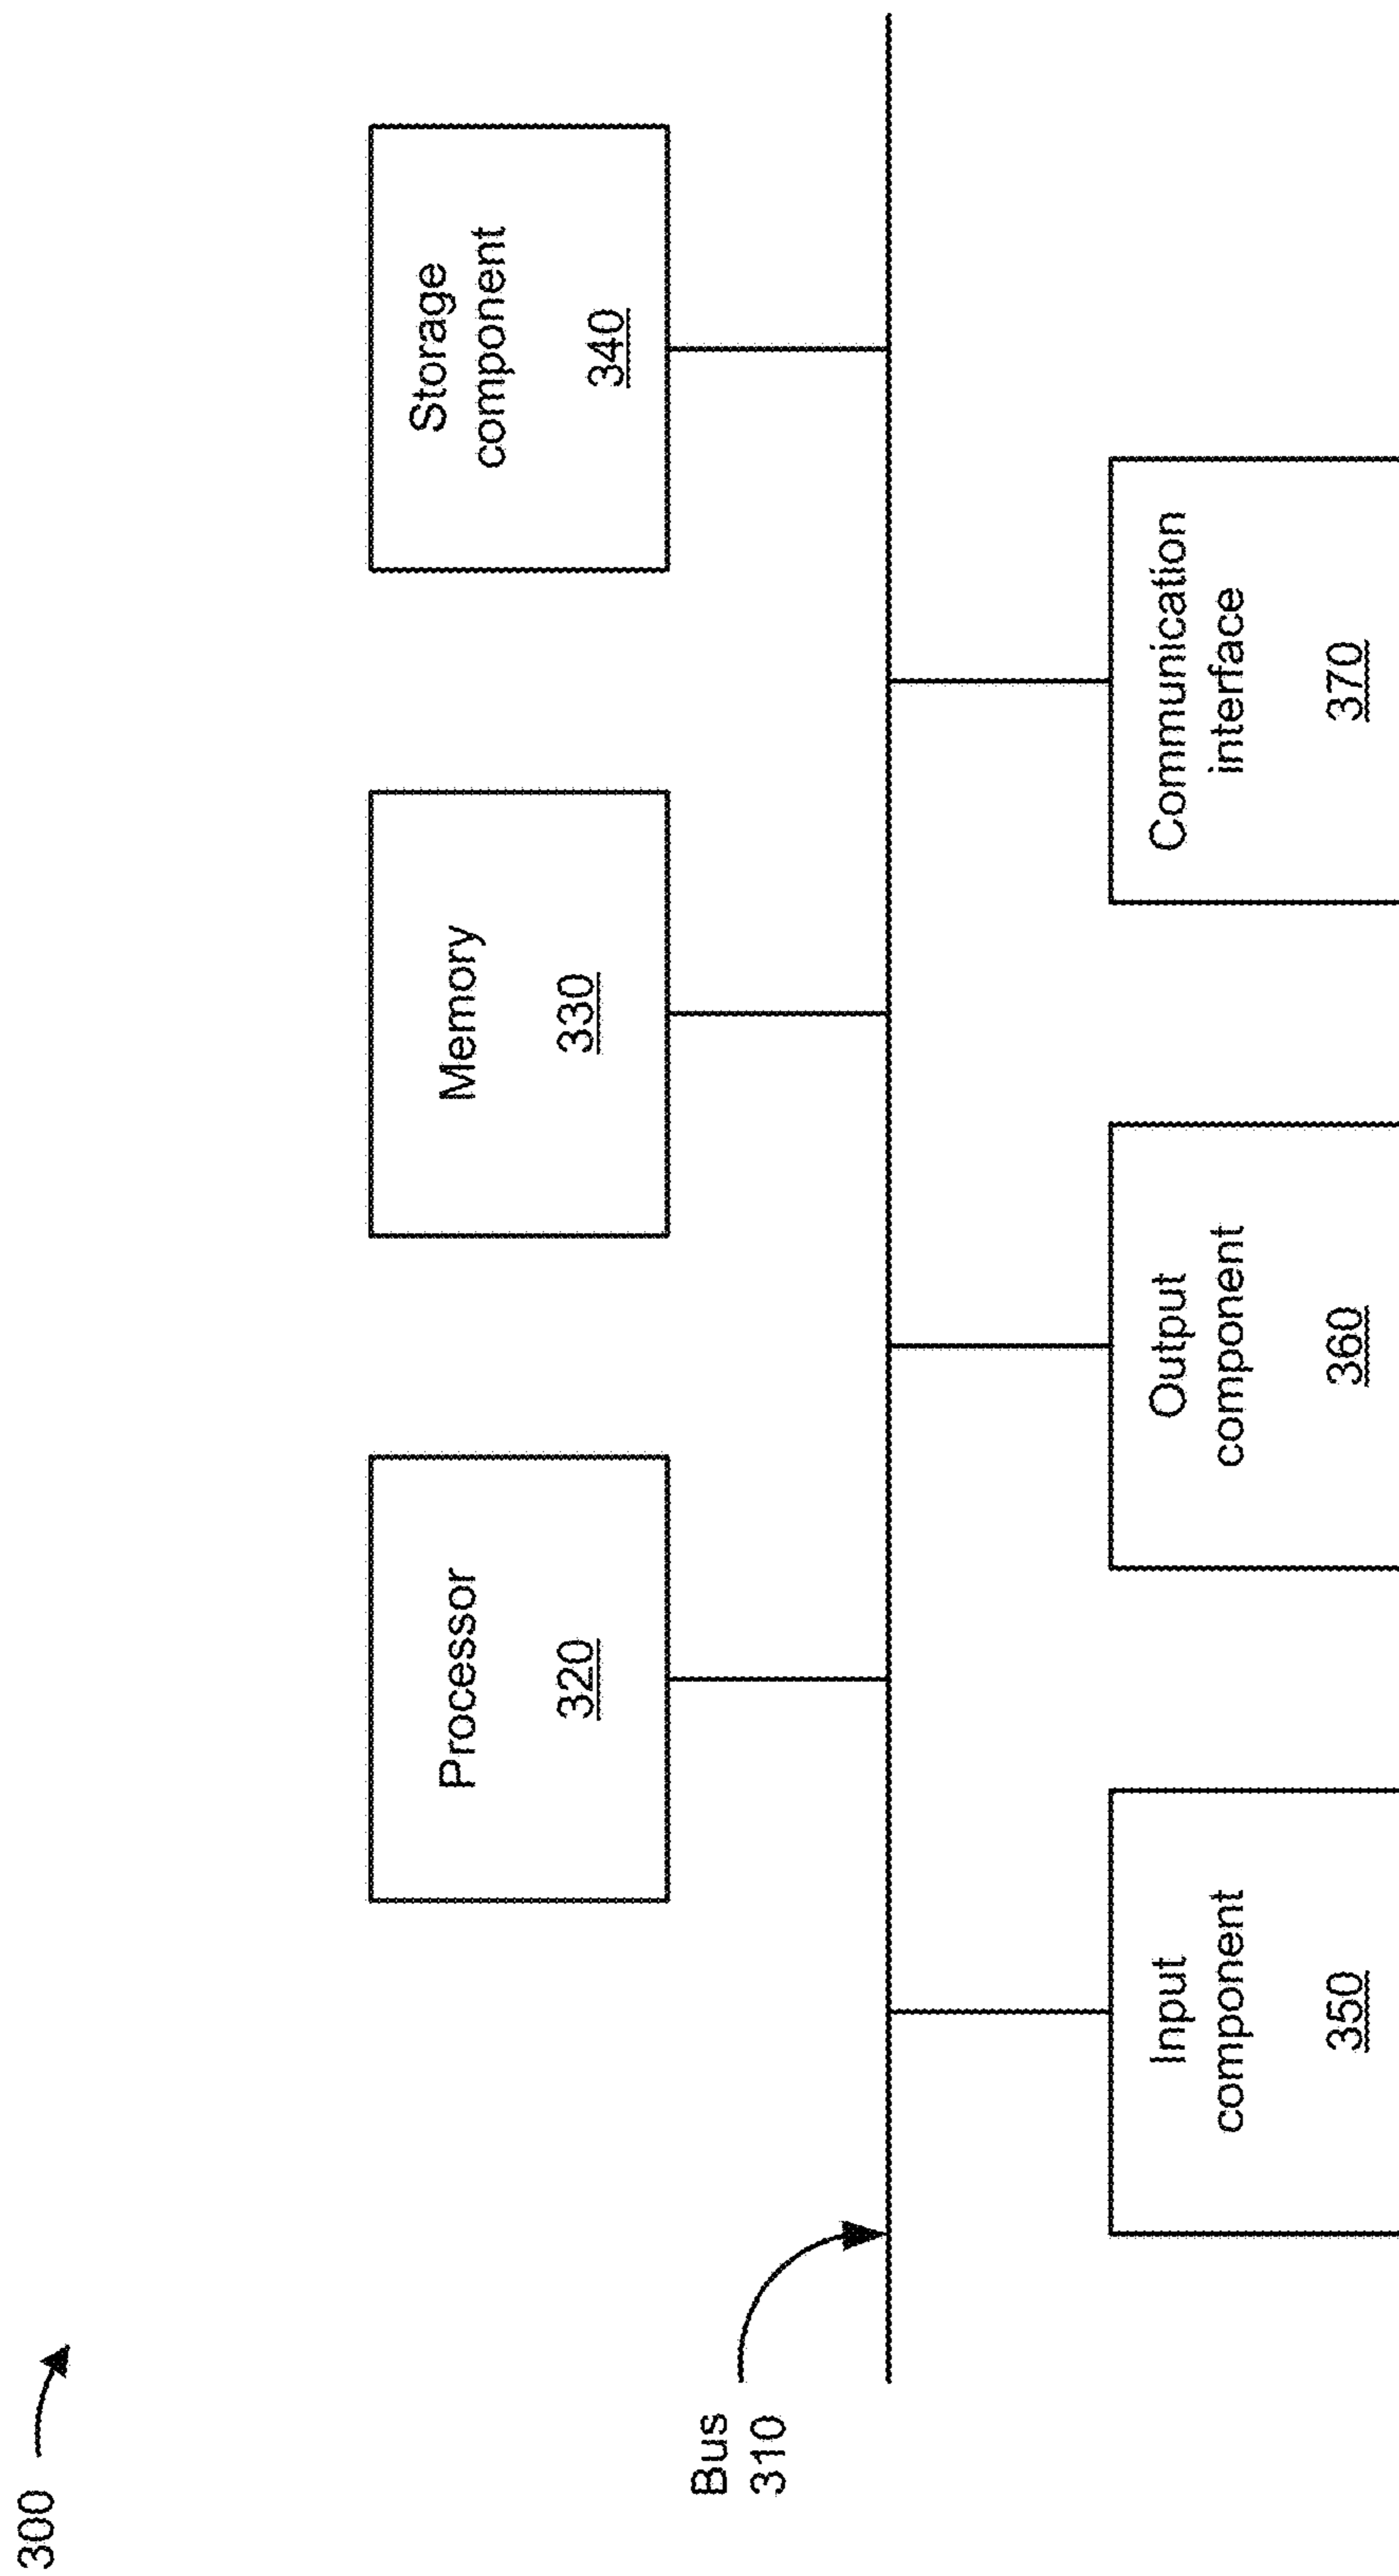 300
Processor
320
Memory
330
Storage
component
340
Bus
310
Input
component
350
Output
component
360
Communication
interface
370